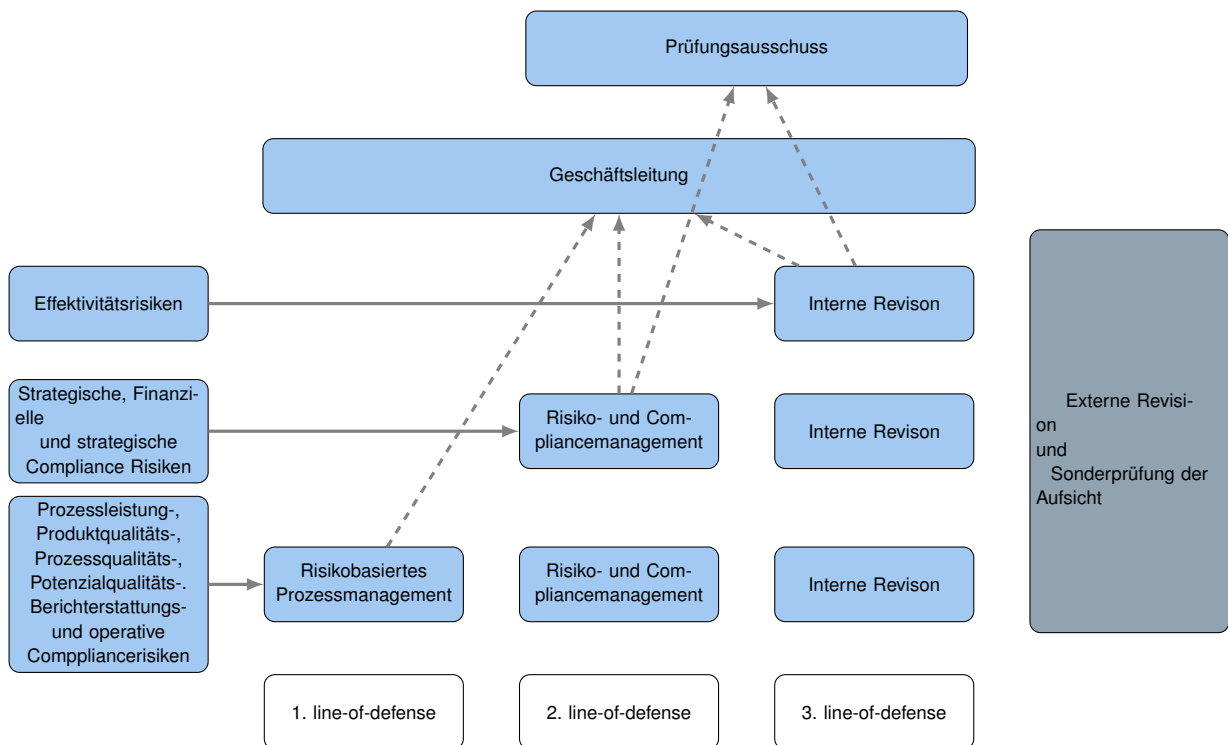 Prüfungsausschuss
Geschäftsleitung
Effektivitätsrisiken
Interne Revison
Strategische, Finanzi-
elle
und strategische
Compliance Risiken
Risiko- und Com-
pliancemanagement
Interne Revison
Externe Revisi-
on
und
Sonderprüfung der
Aufsicht
Prozessleistung-,
Produktqualitäts-,
Prozessqualitäts-,
Potenzialqualitäts-.
Berichterstattungs-
und operative
Comppliancerisiken
Risikobasiertes
Prozessmanagement
Risiko- und Com-
pliancemanagement
Interne Revison
1. line-of-defense
2. line-of-defense
3. line-of-defense